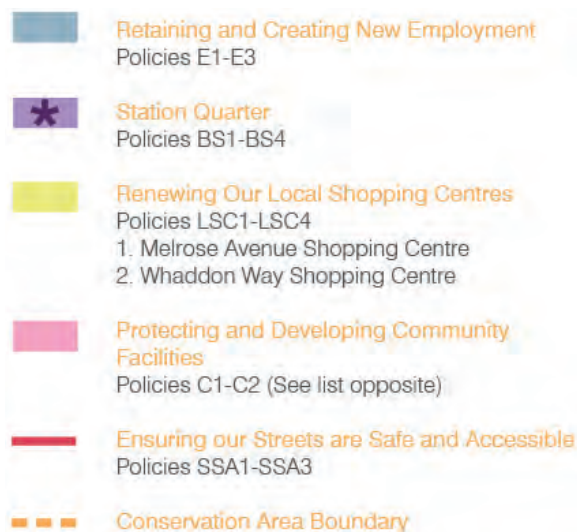 Retaining and Creating New Employment
Policies E1-E3
*
Station Quarter
Policies BS1-BS4
Renewing Our Local Shopping Centres
Policies LSC1-LSC4
1. Melrose Avenue Shopping Centre
2. Whaddon Way Shopping Centre
Protecting and Developing Community
Facilities
Policies C1-C2 (See list opposite)
Ensuring our Streets are Safe and Accessible
Policies SSA1-SSA3
Conservation Area Boundary